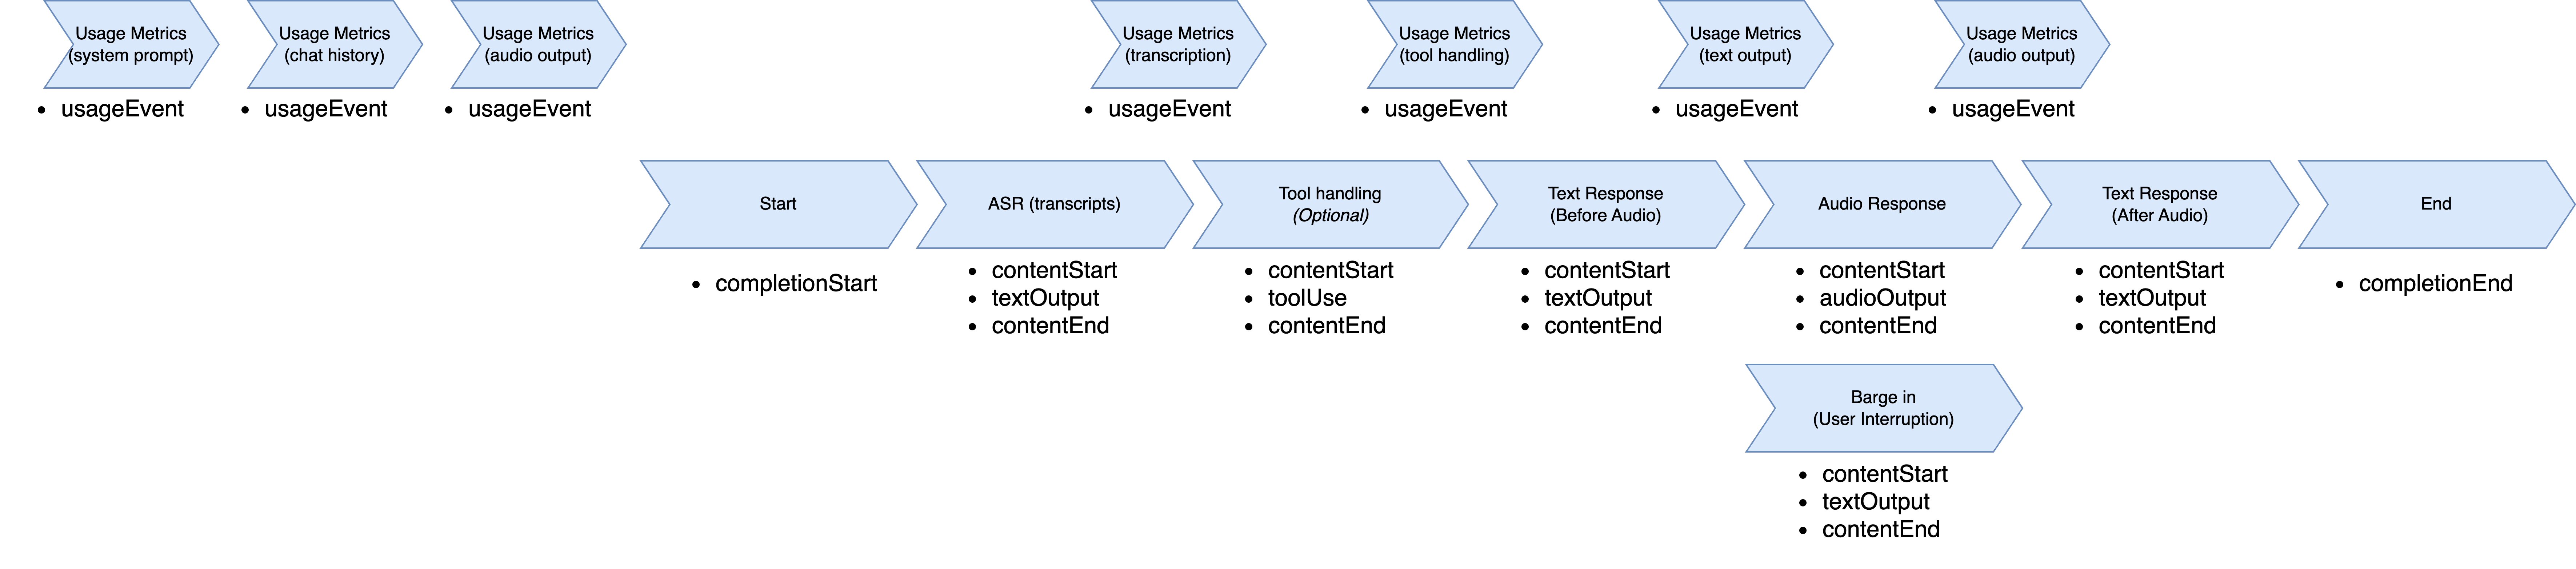 Usage Metrics
(system prompt)
• usageEvent
Usage Metrics
(chat history)
• usageEvent
Usage Metrics
(audio output)
• usageEvent
Usage Metrics
(transcription)
• usageEvent
Usage Metrics
(tool handling)
• usageEvent
Usage Metrics
(text output)
• usageEvent
Usage Metrics
(audio output)
• usageEvent
Start
• completionStart
ASR (transcripts)
• contentStart
• textOutput
• contentEnd
Tool handling
(Optional)
• contentStart
• toolUse
• contentEnd
Text Response
(Before Audio)
• contentStart
• textOutput
• contentEnd
Audio Response
• contentStart
• audioOutput
• contentEnd
Text Response
(After Audio)
• contentStart
• textOutput
• contentEnd
End
• completionEnd
Barge in
(User Interruption)
• contentStart
• textOutput
• contentEnd